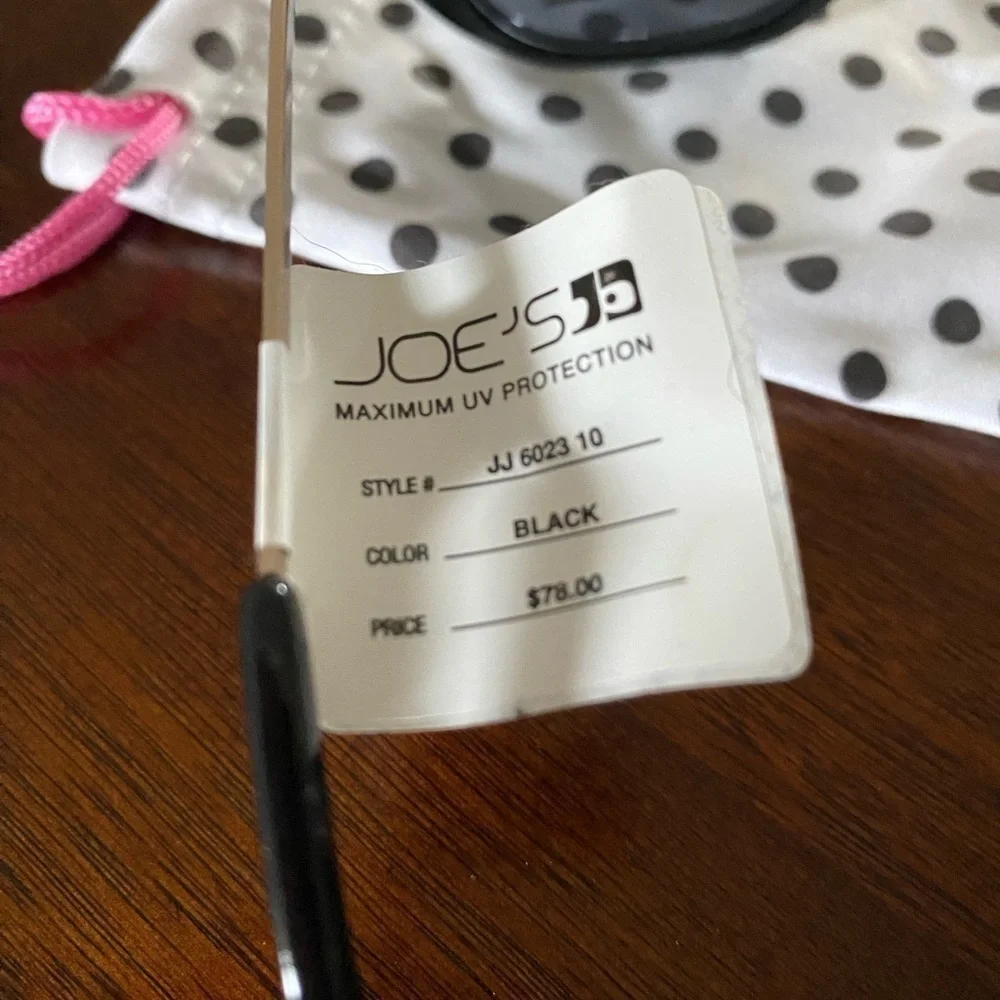 JOE'S
MAXIMUM UV PROTECTION
STYLE # JJ 6023 10
COLOR BLACK
PRICE $78.00